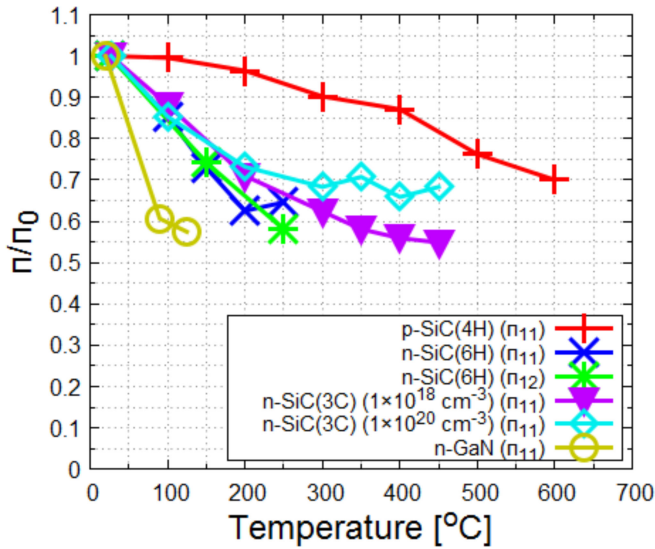 1.1
1
0.9
0.8
0.7
0.6
0.5
0.4
0.3
0.2
0.1
0
π/π₀
p-SiC(4H) (π₁₁)
n-SiC(6H) (π₁₁)
n-SiC(6H) (π₁₂)
n-SiC(3C) (1×10¹⁸ cm⁻³) (π₁₁)
n-SiC(3C) (1×10²⁰ cm⁻³) (π₁₁)
n-GaN (π₁₁)
0 100 200 300 400 500 600 700
Temperature [°C]